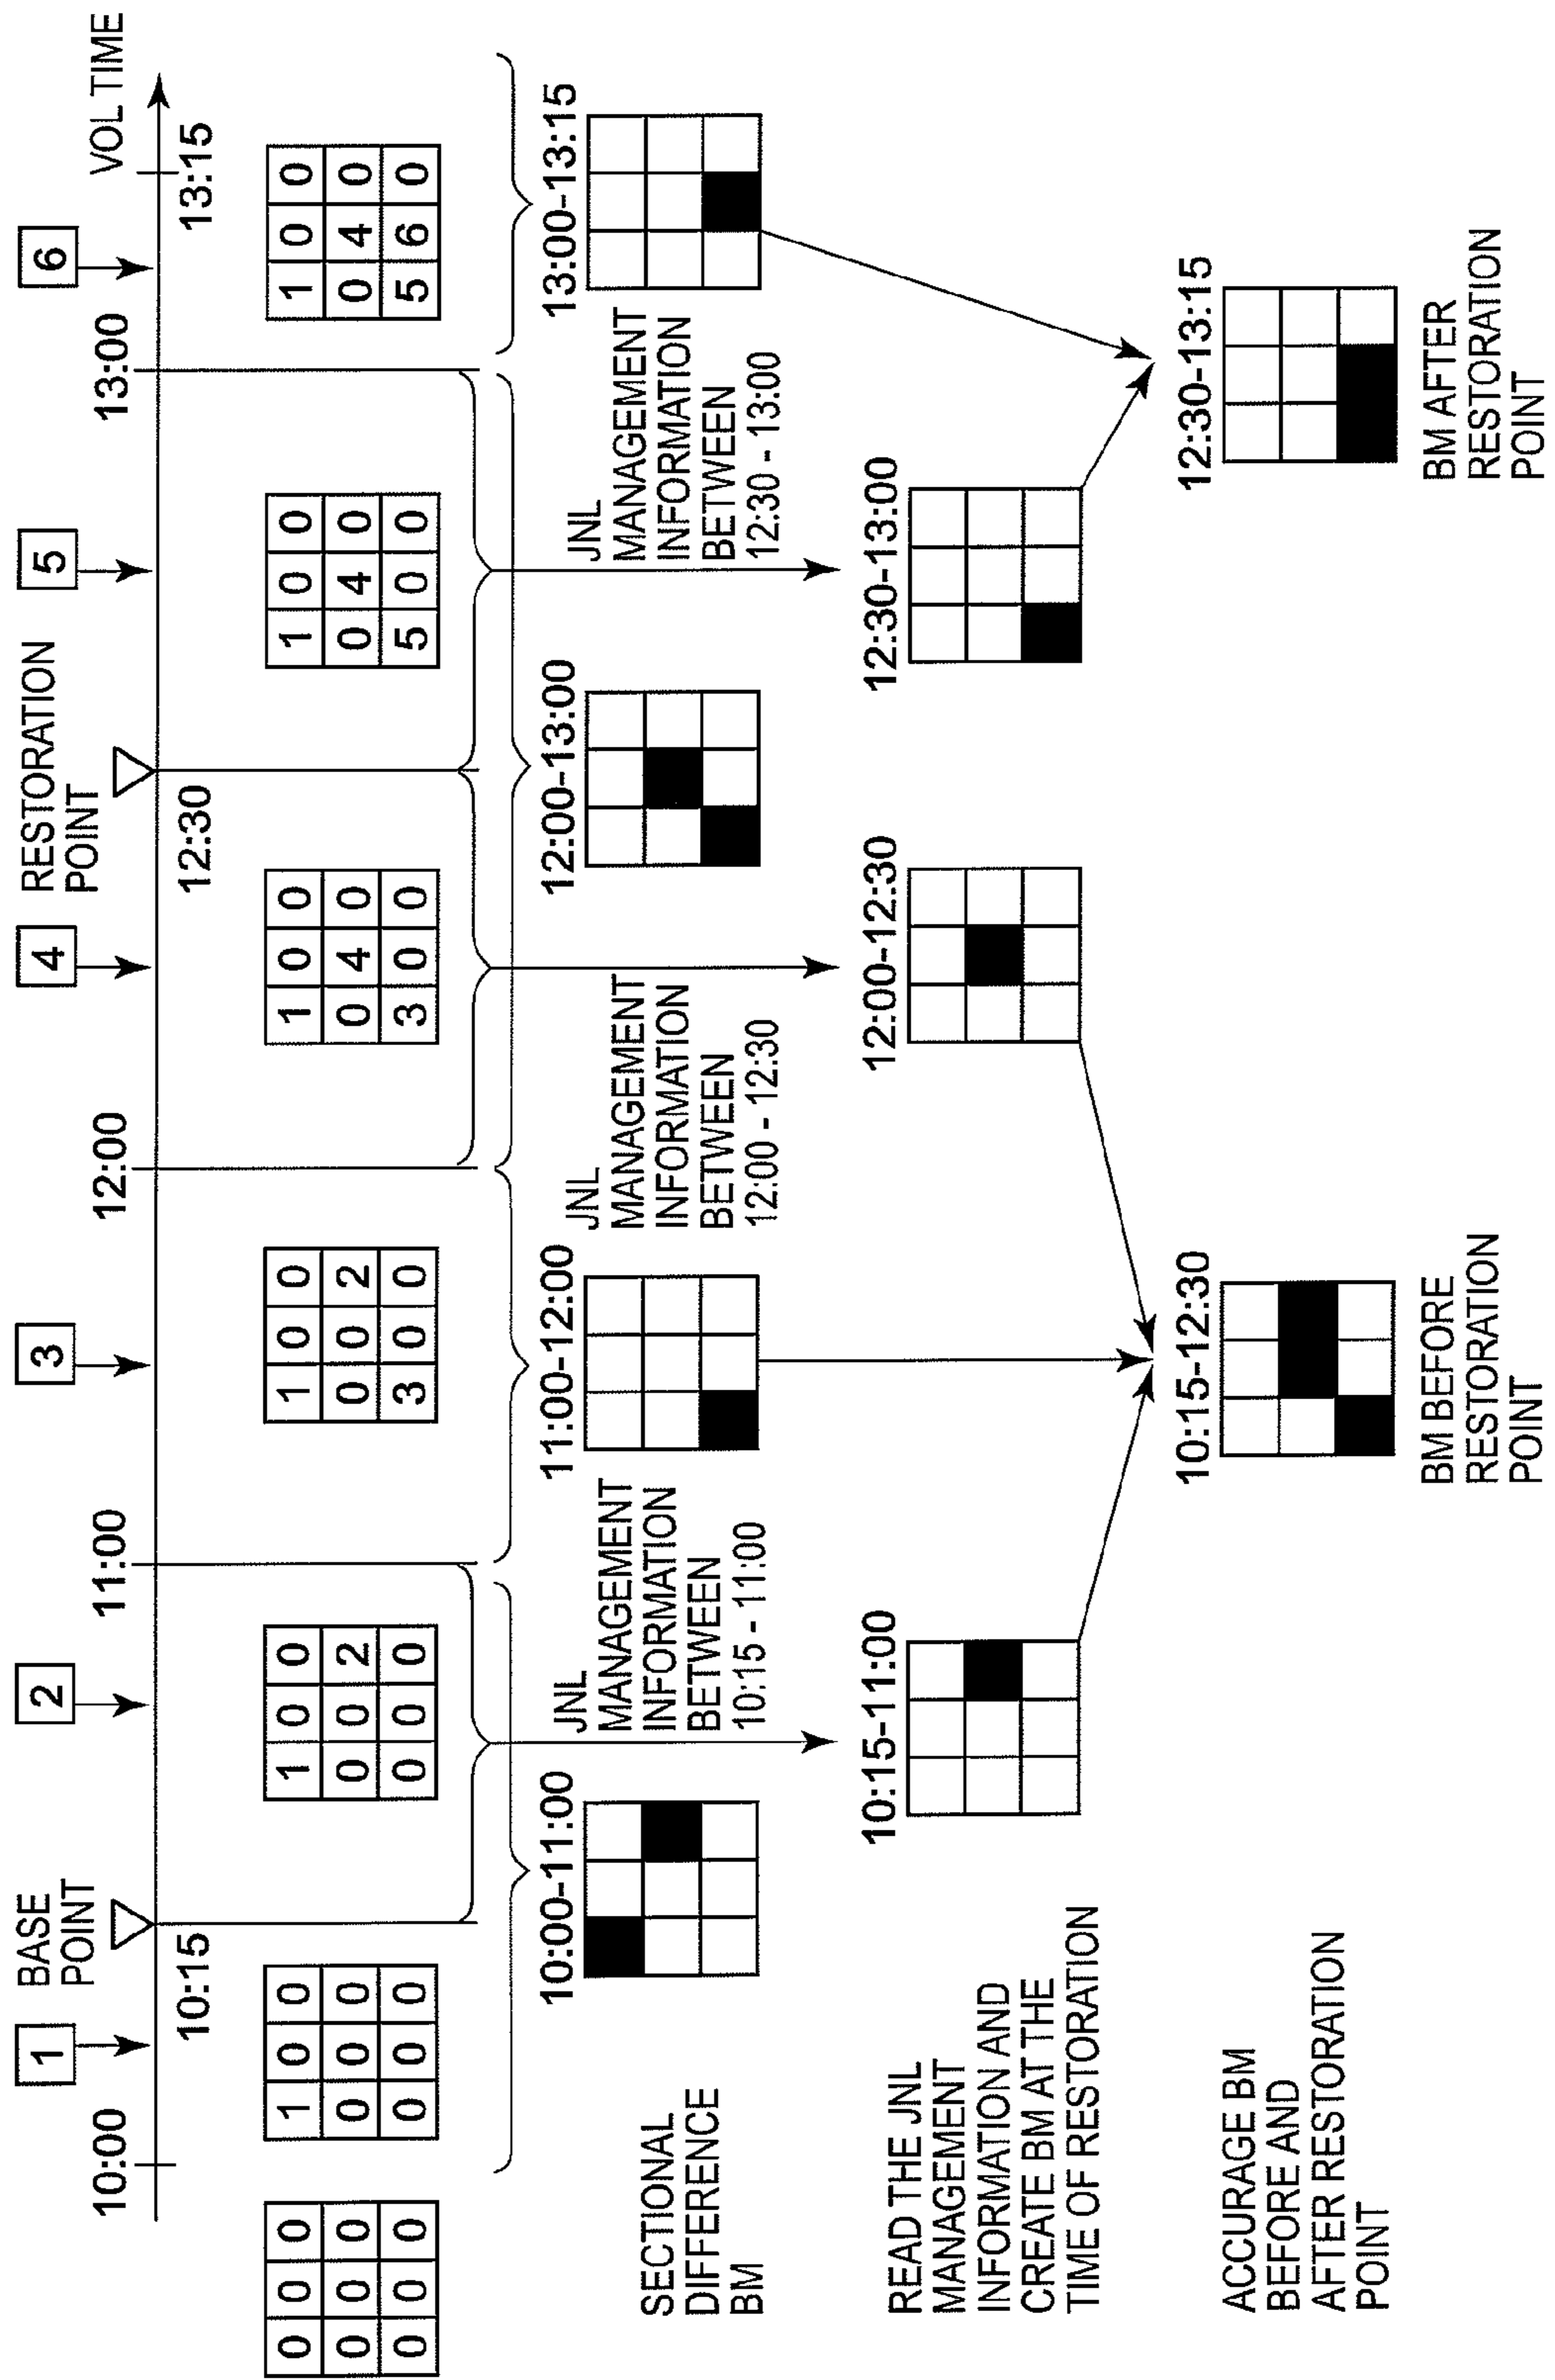 1
BASE
POINT
2
3
4
RESTORATION
POINT
5
6
VOL TIME
10:00
11:00
12:00
13:00
10:15
12:30
13:15
0 0 0
0 0 0
0 0 0
1 0 0
0 0 0
0 0 0
1 0 0
0 0 2
0 0 0
1 0 0
0 0 2
3 0 0
1 0 0
0 4 0
3 0 0
1 0 0
0 4 0
5 0 0
1 0 0
0 4 0
5 6 0
SECTIONAL
DIFFERENCE
BM
10:00-11:00
JNL
MANAGEMENT
INFORMATION
BETWEEN
10:15 - 11:00
11:00-12:00
JNL
MANAGEMENT
INFORMATION
BETWEEN
12:00 - 12:30
12:00-13:00
JNL
MANAGEMENT
INFORMATION
BETWEEN
12:30 - 13:00
13:00-13:15
READ THE JNL
MANAGEMENT
INFORMATION AND
CREATE BM AT THE
TIME OF RESTORATION
10:15-11:00
12:00-12:30
12:30-13:00
ACCURAGE BM
BEFORE AND
AFTER RESTORATION
POINT
10:15-12:30
BM BEFORE
RESTORATION
POINT
12:30-13:15
BM AFTER
RESTORATION
POINT